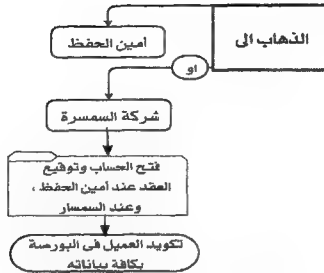 الذهاب الى
أمين الحفظ
او
شركة السمسرة
فتح الحساب وتوقيع
العقد عند أمين الحفظ ،
وعند السمسار
تكويد العميل فى البورصة
بكافة بياناته